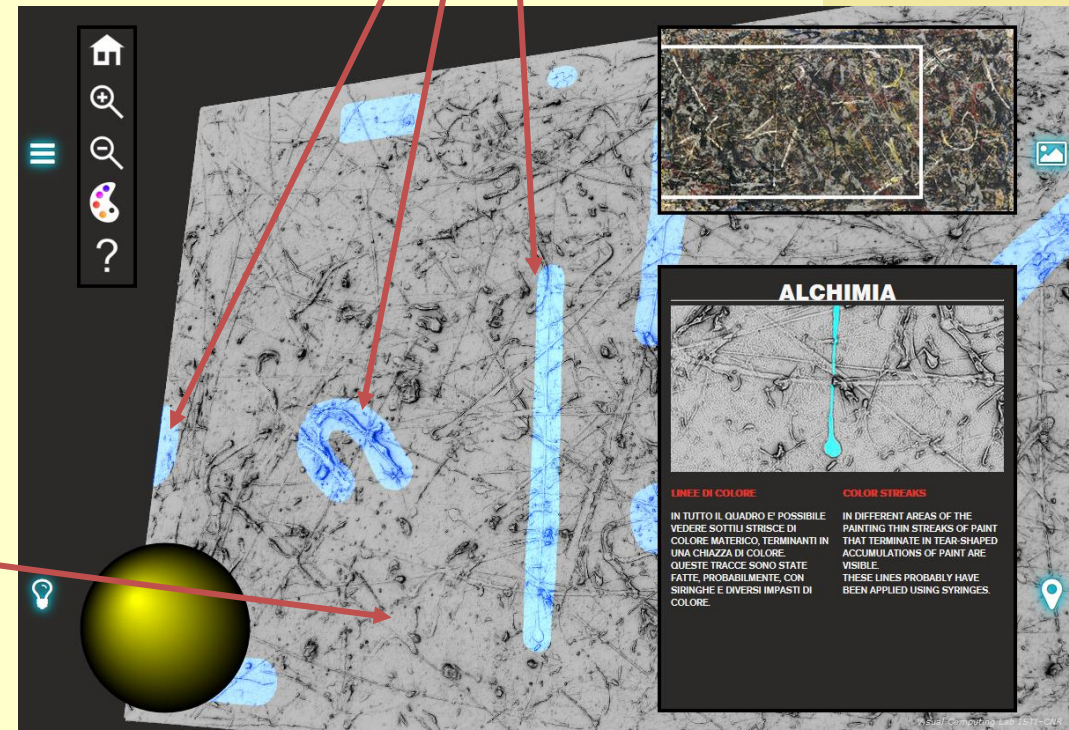 ?
ALCHIMIA
LINEE DI COLORE
IN TUTTO IL QUADRO E' POSSIBILE
VEDERE SOTTILI STRISCE DI
COLORE MATERICO, TERMINANTI IN
UNA CHIAZZA DI COLORE.
QUESTE TRACCE SONO STATE
FATTE, PROBABILMENTE, CON
SIRINGHE E DIVERSI IMPASTI DI
COLORE.
COLOR STREAKS
IN DIFFERENT AREAS OF THE
PAINTING THIN STREAKS OF PAINT
THAT TERMINATE IN TEAR-SHAPED
ACCUMULATIONS OF PAINT ARE
VISIBLE.
THESE LINES PROBABLY HAVE
BEEN APPLIED USING SYRINGES.
Visual Computing Lab ISTI-CNR